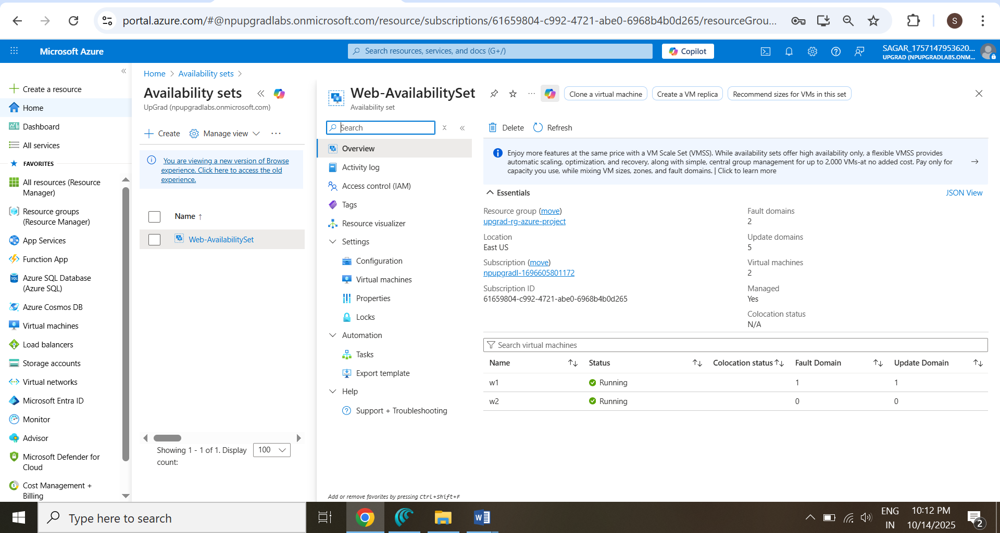 portal.azure.com/#@npupgradlabs.onmicrosoft.com/resource/subscriptions/61659804-c992-4721-abe0-6968b4b0d265/resourceGrou...
S
Microsoft Azure
Search resources, services, and docs (G+/)
Copilot
SAGAR_1757147953620...
UPGRAD (NPUPGRADLABS.ONM...
Create a resource
Home
Dashboard
All services
FAVORITES
All resources (Resource
Manager)
Resource groups
(Resource Manager)
App Services
Function App
Azure SQL Database
(Azure SQL)
Azure Cosmos DB
Virtual machines
Load balancers
Storage accounts
Virtual networks
Microsoft Entra ID
Monitor
Advisor
Microsoft Defender for
Cloud
Cost Management +
Billing
Home > Availability sets >
Availability sets
UpGrad (npupgradlabs.onmicrosoft.com)
Create
Manage view
...
You are viewing a new version of Browse
experience. Click here to access the old
experience.
Name ↑
Web-AvailabilitySet
Showing 1 - 1 of 1. Display
count:
100
Web-AvailabilitySet
Availability set
...
Clone a virtual machine
Create a VM replica
Recommend sizes for VMs in this set
Search
Overview
Activity log
Access control (IAM)
Tags
Resource visualizer
Settings
Configuration
Virtual machines
Properties
Locks
Automation
Tasks
Export template
Help
Support + Troubleshooting
Add or remove favorites by pressing Ctrl+Shift+F
Delete
Refresh
Enjoy more features at the same price with a VM Scale Set (VMSS). While availability sets offer high availability only, a flexible VMSS provides
automatic scaling, optimization, and recovery, along with simple, central group management for up to 2,000 VMs-at no added cost. Pay only for
capacity you use, while mixing VM sizes, zones, and fault domains. | Click to learn more
Essentials
JSON View
Resource group (move)
upgrad-rg-azure-project
Location
East US
Subscription (move)
npupgradl-1696605801172
Subscription ID
61659804-c992-4721-abe0-6968b4b0d265
Fault domains
2
Update domains
5
Virtual machines
2
Managed
Yes
Colocation status
N/A
Search virtual machines
Name Status Colocation status Fault Domain Update Domain
w1 Running 1 1
w2 Running 0 0
Type here to search
ENG
IN
10:12 PM
10/14/2025
2